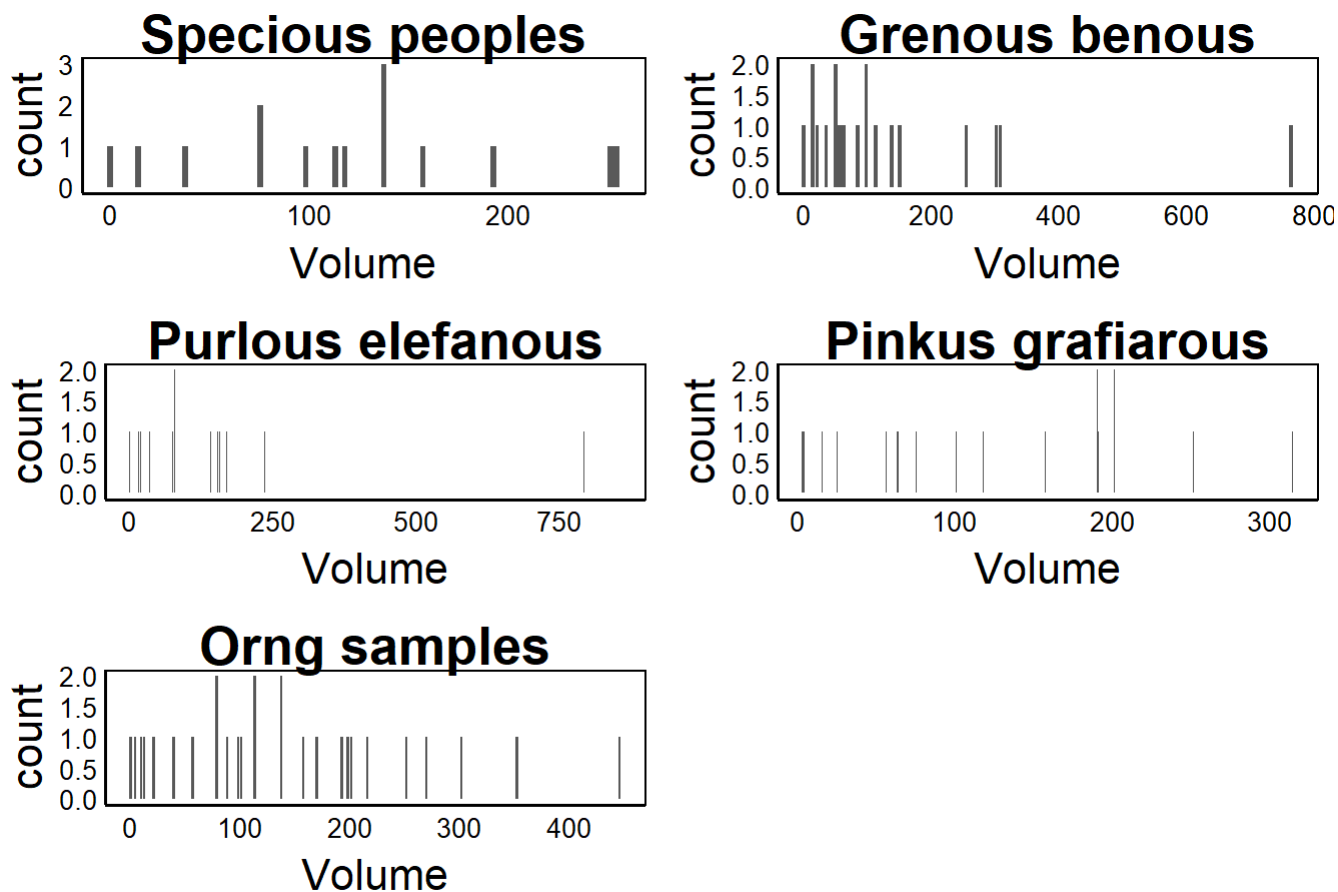 Specious peoples
count
3
2
1
0
0 100 200
Volume
Grenous benous
count
2.0
1.5
1.0
0.5
0.0
0 200 400 600 800
Volume
Purlous elefanous
count
2.0
1.5
1.0
0.5
0.0
0 250 500 750
Volume
Pinkus grafiarous
count
2.0
1.5
1.0
0.5
0.0
0 100 200 300
Volume
Orng samples
count
2.0
1.5
1.0
0.5
0.0
0 100 200 300 400
Volume